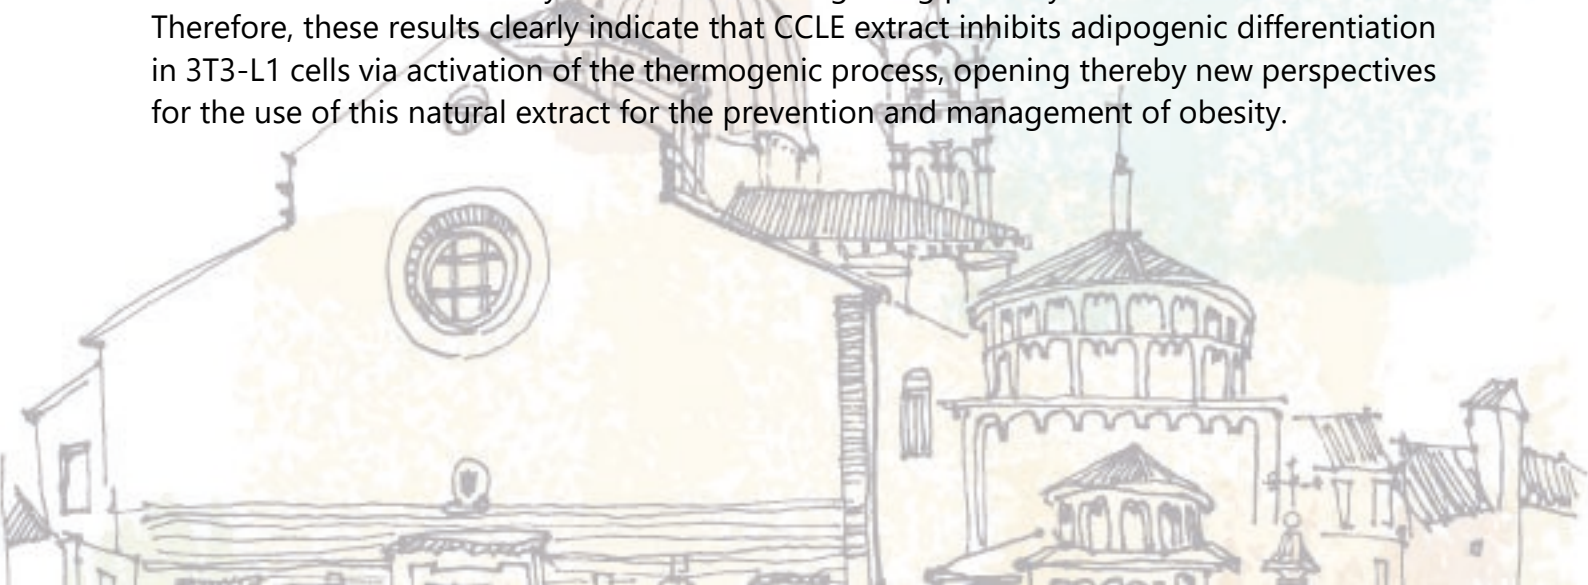 Therefore, these results clearly indicate that CCLE extract inhibits adipogenic differentiation
in 3T3-L1 cells via activation of the thermogenic process, opening thereby new perspectives
for the use of this natural extract for the prevention and management of obesity.